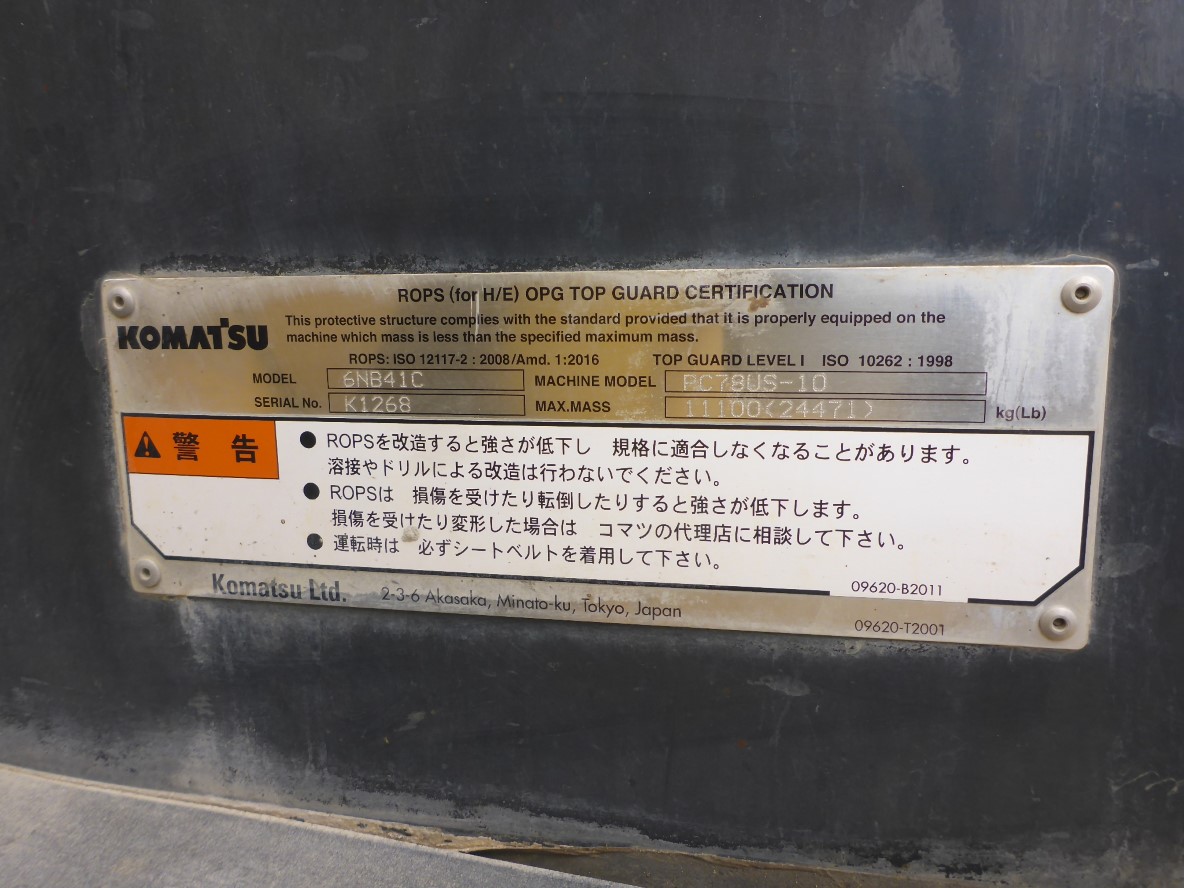 ROPS (for H/E) OPG TOP GUARD CERTIFICATION
KOMATSU
This protective structure complies with the standard provided that it is properly equipped on the
machine which mass is less than the specified maximum mass.
ROPS: ISO 12117-2 : 2008/Amd. 1:2016 TOP GUARD LEVEL I ISO 10262 : 1998
MODEL 6NB41C MACHINE MODEL PC78US-10
SERIAL No. K1268 MAX.MASS 11100(24471) kg(Lb)
警 告
● ROPSを改造すると強さが低下し 規格に適合しなくなることがあります。
溶接やドリルによる改造は行わないでください。
● ROPSは 損傷を受けたり転倒したりすると強さが低下します。
損傷を受けたり変形した場合は コマツの代理店に相談して下さい。
● 運転時は 必ずシートベルトを着用して下さい。
09620-B2011
Komatsu Ltd. 2-3-6 Akasaka, Minato-ku, Tokyo, Japan
09620-T2001